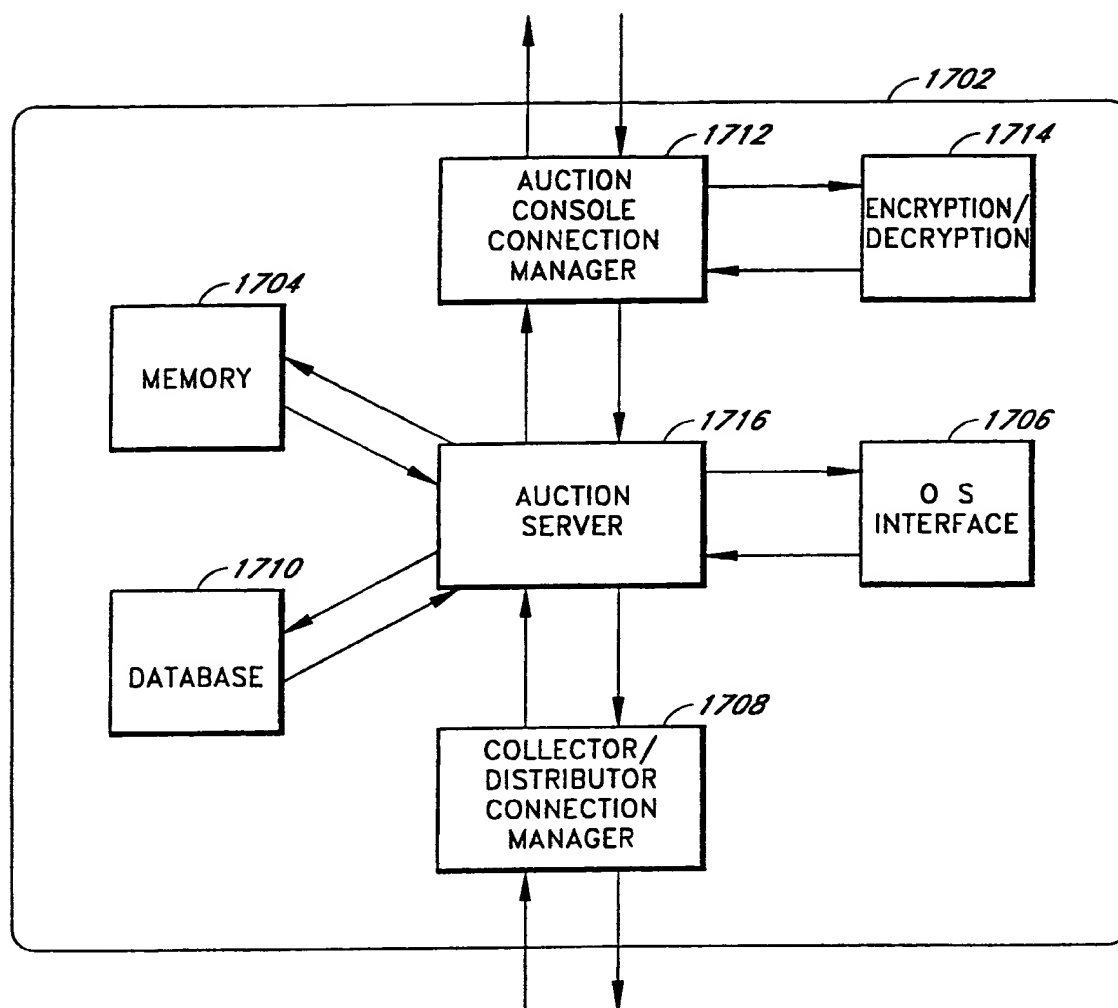 1702
1712
AUCTION
CONSOLE
CONNECTION
MANAGER
1714
ENCRYPTION/
DECRYPTION
1704
MEMORY
1716
AUCTION
SERVER
1706
O S
INTERFACE
1710
DATABASE
1708
COLLECTOR/
DISTRIBUTOR
CONNECTION
MANAGER